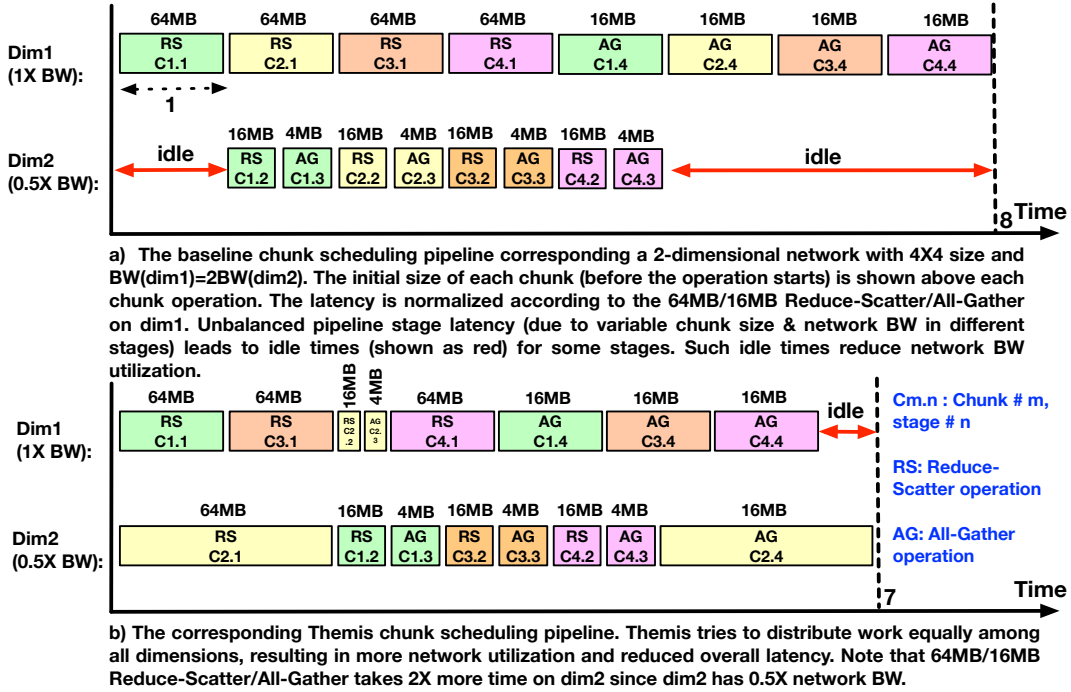 64MB 64MB 64MB 64MB 16MB 16MB 16MB 16MB
Dim1 (1X BW):
RS C1.1
RS C2.1
RS C3.1
RS C4.1
AG C1.4
AG C2.4
AG C3.4
AG C4.4
1
16MB 4MB 16MB 4MB 16MB 4MB 16MB 4MB
Dim2 (0.5X BW):
idle
RS C1.2
AG C1.3
RS C2.2
AG C2.3
RS C3.2
AG C3.3
RS C4.2
AG C4.3
idle
8 Time
a) The baseline chunk scheduling pipeline corresponding a 2-dimensional network with 4X4 size and
BW(dim1)=2BW(dim2). The initial size of each chunk (before the operation starts) is shown above each
chunk operation. The latency is normalized according to the 64MB/16MB Reduce-Scatter/All-Gather
on dim1. Unbalanced pipeline stage latency (due to variable chunk size & network BW in different
stages) leads to idle times (shown as red) for some stages. Such idle times reduce network BW
utilization.
64MB 64MB 16MB 4MB 64MB 16MB 16MB 16MB
Dim1 (1X BW):
RS C1.1
RS C3.1
RS C2.2
AG C2.3
RS C4.1
AG C1.4
AG C3.4
AG C4.4
idle
Cm.n : Chunk # m,
stage # n
RS: Reduce-
Scatter operation
AG: All-Gather
operation
64MB 16MB 4MB 16MB 4MB 16MB 4MB 16MB
Dim2 (0.5X BW):
RS C2.1
RS C1.2
AG C1.3
RS C3.2
AG C3.3
RS C4.2
AG C4.3
AG C2.4
7 Time
b) The corresponding Themis chunk scheduling pipeline. Themis tries to distribute work equally among
all dimensions, resulting in more network utilization and reduced overall latency. Note that 64MB/16MB
Reduce-Scatter/All-Gather takes 2X more time on dim2 since dim2 has 0.5X network BW.